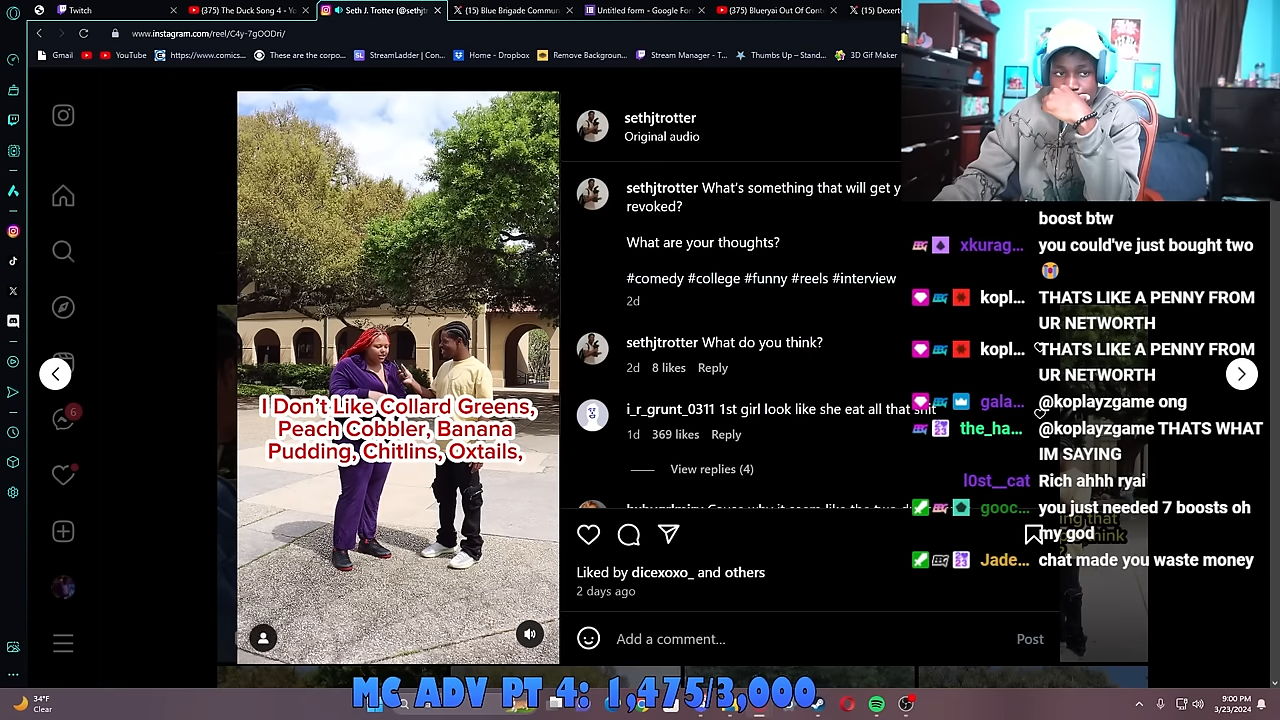 Twitch
(375) The Duck Song 4 - Yo
Seth J. Trotter (@sethjtr
(15) Blue Brigade Commun
Untitled form - Google For
(375) Blueryai Out Of Cont
(15) Dexert
www.instagram.com/reel/C4y-7gOODri/
Gmail
YouTube
https://www.comics...
These are the corpo...
StreamLadder | Con...
Home - Dropbox
Remove Backgroun...
Stream Manager - T...
Thumbs Up - Stand...
3D Gif Maker
sethjtrotter
Original audio
sethjtrotter What's something that will get y
revoked?
What are your thoughts?
#comedy #college #funny #reels #interview
2d
sethjtrotter What do you think?
2d 8 likes Reply
i_r_grunt_0311 1st girl look like she eat all that shit
1d 369 likes Reply
View replies (4)
Liked by dicexoxo_ and others
2 days ago
Add a comment...
Post
I Don't Like Collard Greens,
Peach Cobbler, Banana
Pudding, Chitlins, Oxtails,
6
boost btw
xkurag... you could've just bought two
kopl... THATS LIKE A PENNY FROM
UR NETWORTH
kopl... THATS LIKE A PENNY FROM
UR NETWORTH
gala... @koplayzgame ong
the_ha... @koplayzgame THATS WHAT
IM SAYING
l0st__cat Rich ahhh ryai
gooc... you just needed 7 boosts oh
my god
Jade... chat made you waste money
MC ADV PT 4: 1,475/3,000
34°F
Clear
9:00 PM
3/23/2024